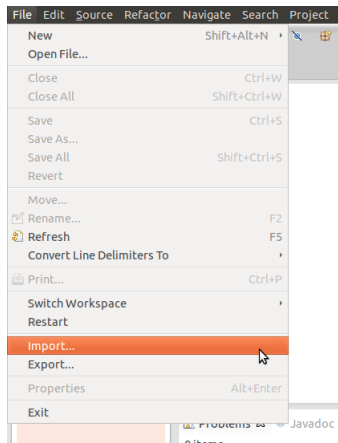 File Edit Source Refactor Navigate Search Project
New Shift+Alt+N
Open File...
Close Ctrl+W
Close All Shift+Ctrl+W
Save Ctrl+S
Save As...
Save All Shift+Ctrl+S
Revert
Move...
Rename... F2
Refresh F5
Convert Line Delimiters To
Print... Ctrl+P
Switch Workspace
Restart
Import...
Export...
Properties Alt+Enter
Exit
Problems Javadoc
0 items